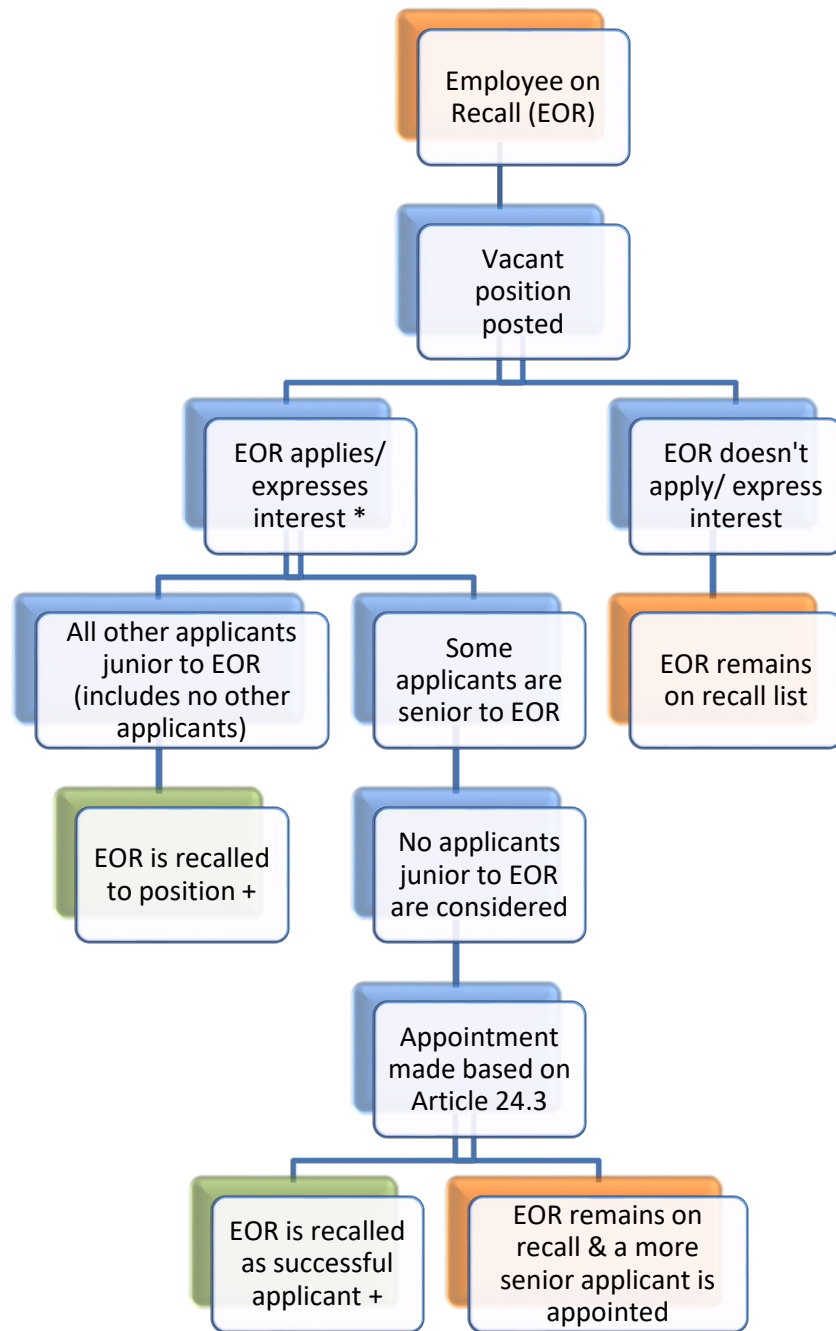 Employee on
Recall (EOR)
Vacant
position
posted
EOR applies/
expresses
interest *
EOR doesn't
apply/ express
interest
All other applicants
junior to EOR
(includes no other
applicants)
Some
applicants are
senior to EOR
EOR remains
on recall list
EOR is recalled
to position +
No applicants
junior to EOR
are considered
Appointment
made based on
Article 24.3
EOR is recalled
as successful
applicant +
EOR remains on
recall & a more
senior applicant is
appointed